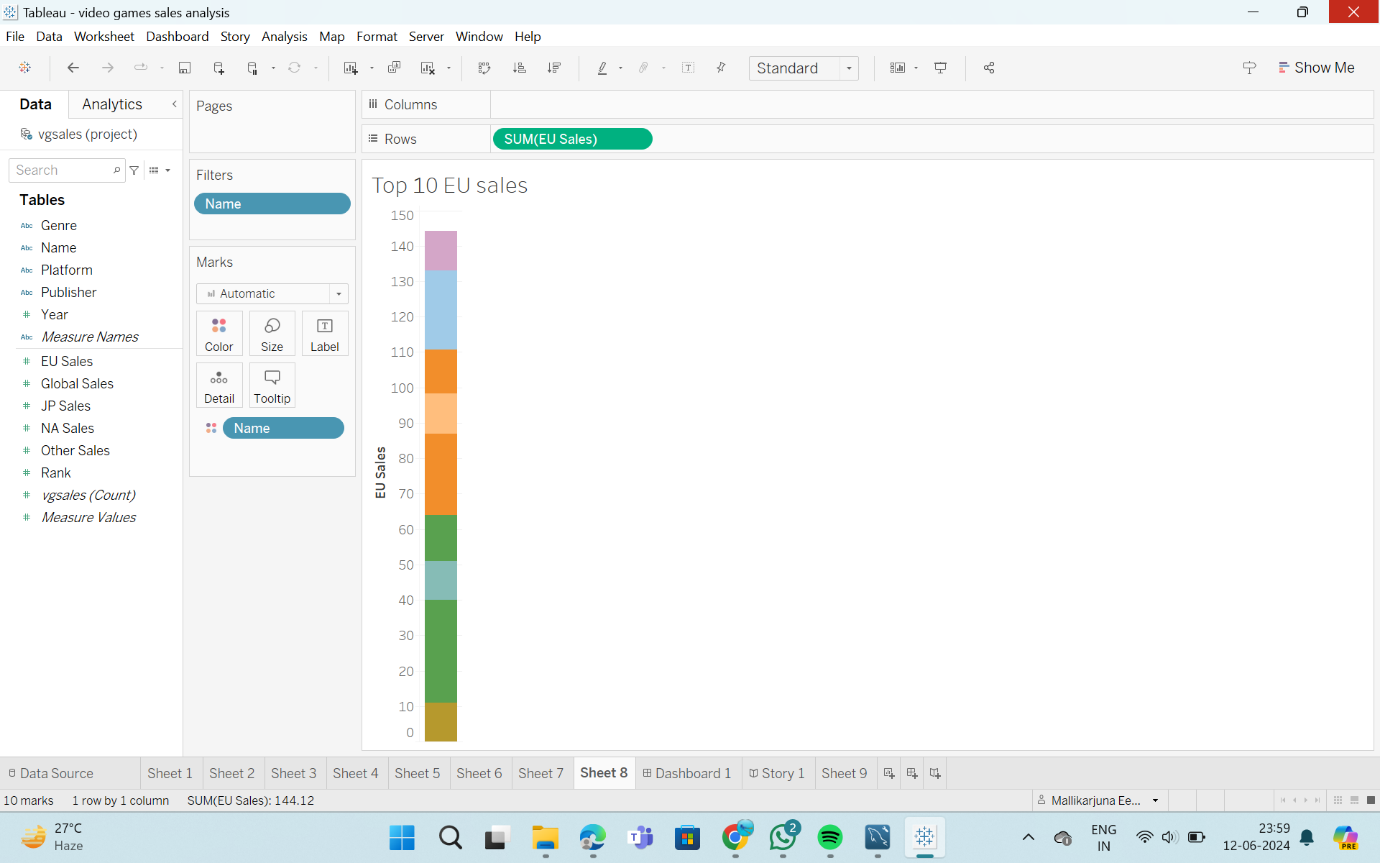 Tableau - video games sales analysis
File Data Worksheet Dashboard Story Analysis Map Format Server Window Help
Standard
Show Me
Data Analytics
Pages
Columns
vgsales (project)
Rows SUM(EU Sales)
Search
Filters
Name
Tables
Abc Genre
Abc Name
Abc Platform
Abc Publisher
# Year
Abc Measure Names
# EU Sales
# Global Sales
# JP Sales
# NA Sales
# Other Sales
# Rank
# vgsales (Count)
# Measure Values
Marks
Automatic
Color Size Label
Detail Tooltip
Name
Top 10 EU sales
150
140
130
120
110
100
90
80
70
60
50
40
30
20
10
0
EU Sales
Data Source Sheet 1 Sheet 2 Sheet 3 Sheet 4 Sheet 5 Sheet 6 Sheet 7 Sheet 8 Dashboard 1 Story 1 Sheet 9
10 marks 1 row by 1 column SUM(EU Sales): 144.12 Mallikarjuna Ee...
27°C
Haze
2
ENG
IN
23:59
12-06-2024
PRE